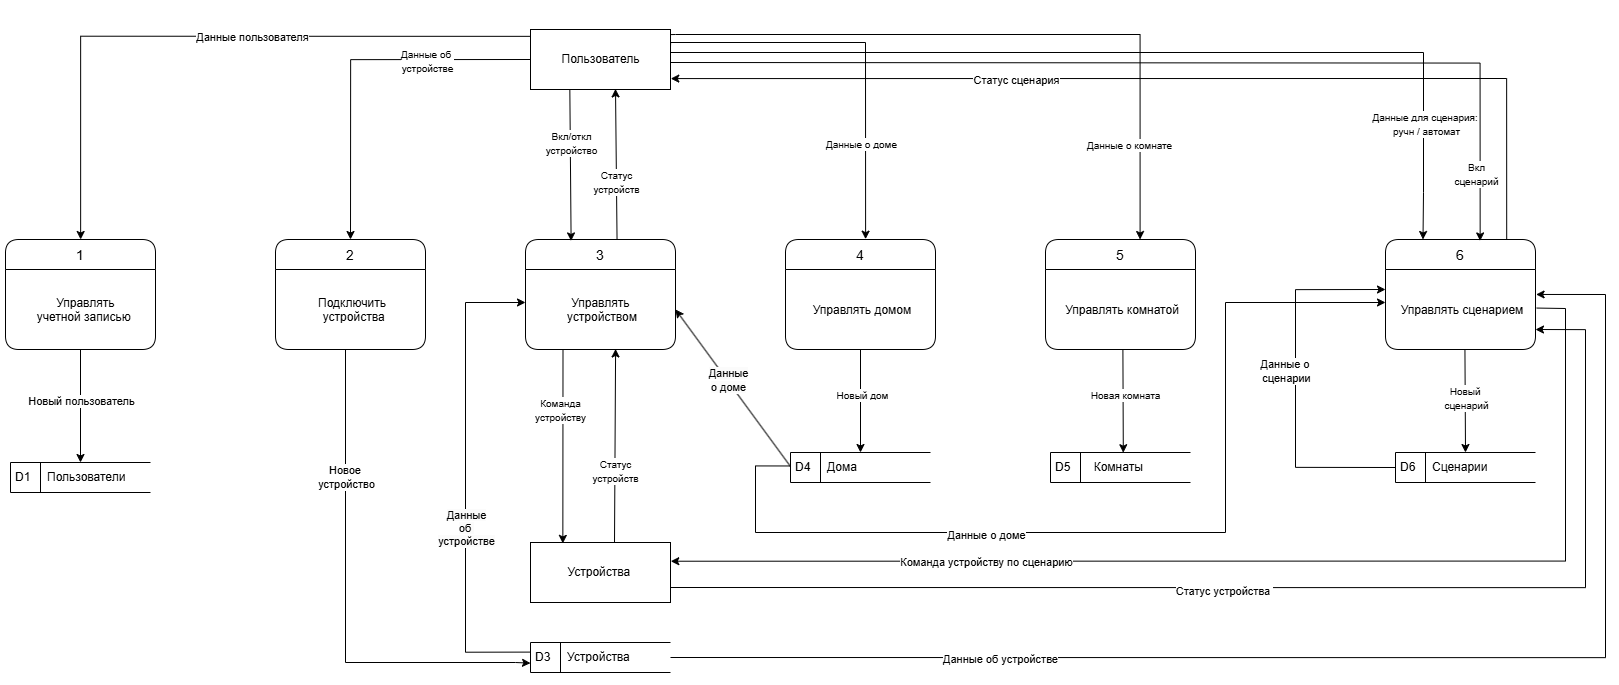 Данные пользователя
Данные об
устройстве
Пользователь
Статус сценария
Вкл/откл
устройство
Статус
устройств
Данные о доме
Данные о комнате
Данные для сценария:
ручн / автомат
Вкл
сценарий
1
Управлять
учетной записью
2
Подключить
устройства
3
Управлять
устройством
4
Управлять домом
5
Управлять комнатой
6
Управлять сценарием
Новый пользователь
Команда
устройству
Данные
о доме
Новый дом
Новая комната
Данные о
сценарии
Новый
сценарий
D1 Пользователи
Новое
устройство
Статус
устройств
D4 Дома
D5 Комнаты
D6 Сценарии
Данные
об
устройстве
Данные о доме
Устройства
Команда устройству по сценарию
Статус устройства
D3 Устройства
Данные об устройстве